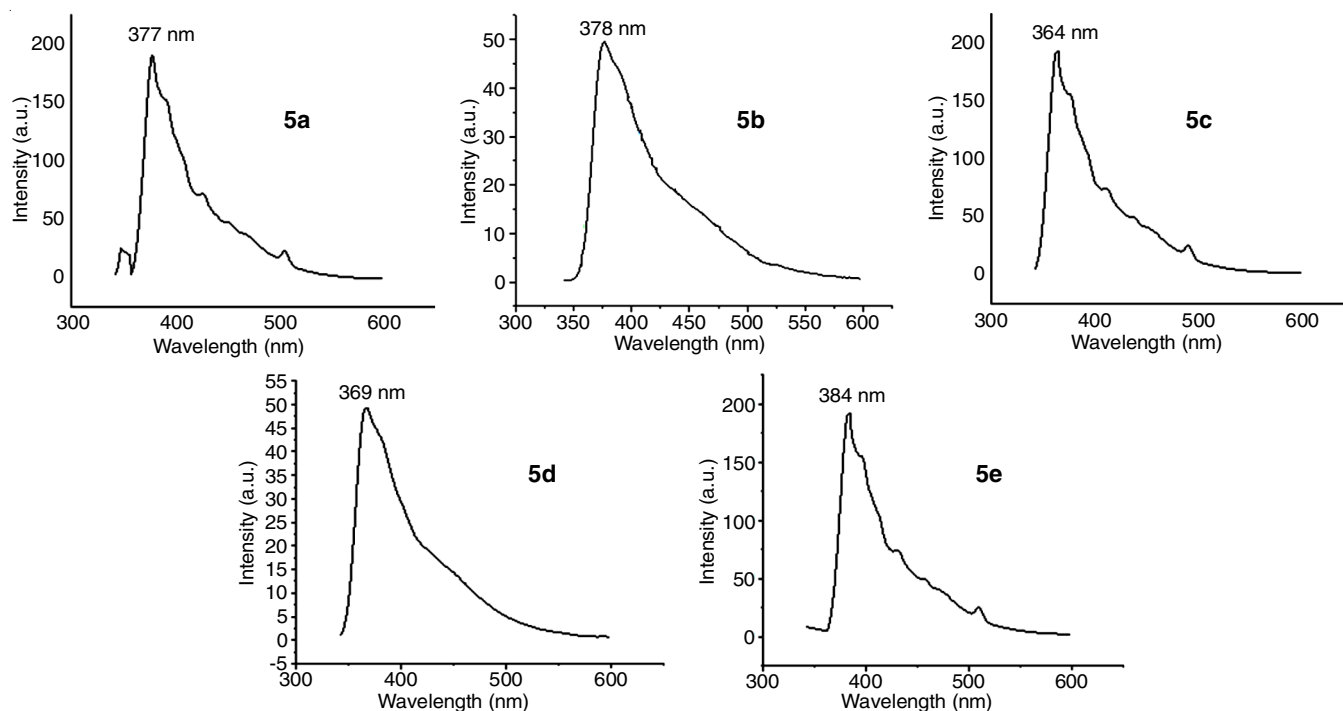 377 nm
200
150
100
50
0
Intensity (a.u.)
5a
300 400 500 600
Wavelength (nm)
378 nm
50
40
30
20
10
0
Intensity (a.u.)
5b
300 350 400 450 500 550 600
Wavelength (nm)
364 nm
200
150
100
50
0
Intensity (a.u.)
5c
300 400 500 600
Wavelength (nm)
369 nm
55
50
45
40
35
30
25
20
15
10
5
0
-5
Intensity (a.u.)
5d
300 400 500 600
Wavelength (nm)
384 nm
200
150
100
50
0
Intensity (a.u.)
5e
300 400 500 600
Wavelength (nm)